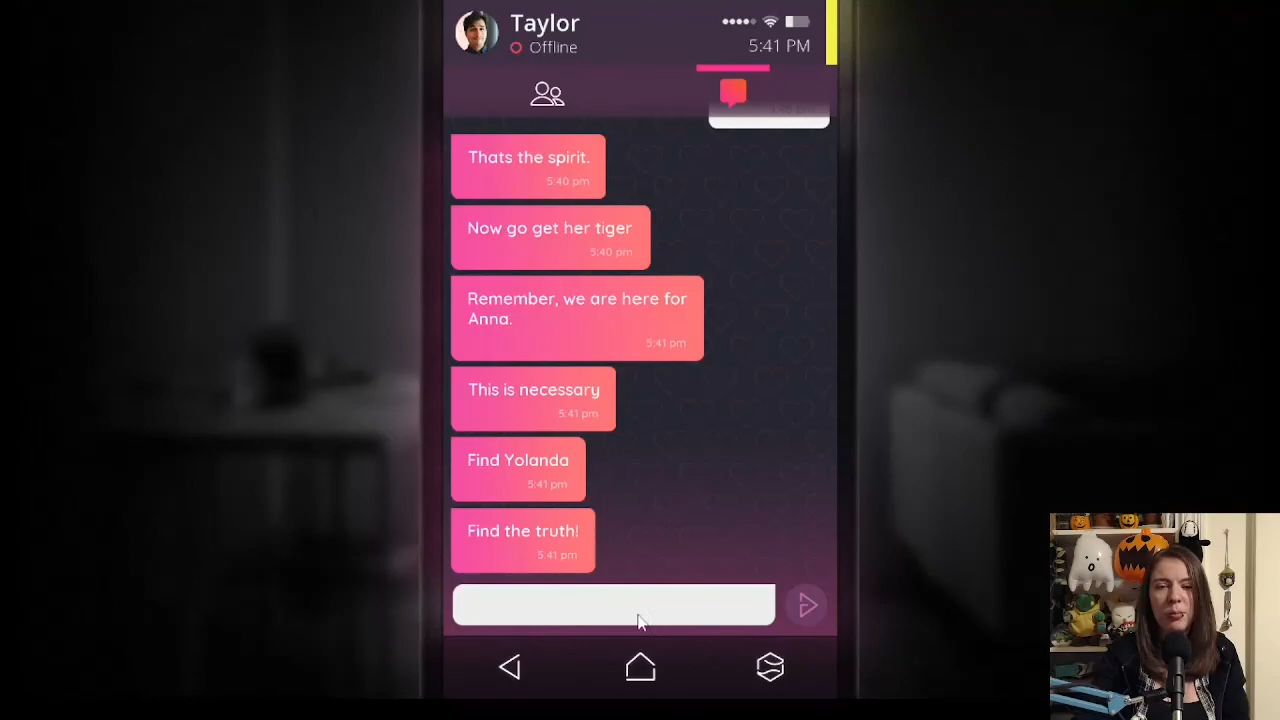 Taylor
Offline
5:41 PM
Thats the spirit.
5:40 pm
Now go get her tiger
5:40 pm
Remember, we are here for
Anna.
5:41 pm
This is necessary
5:41 pm
Find Yolanda
5:41 pm
Find the truth!
5:41 pm